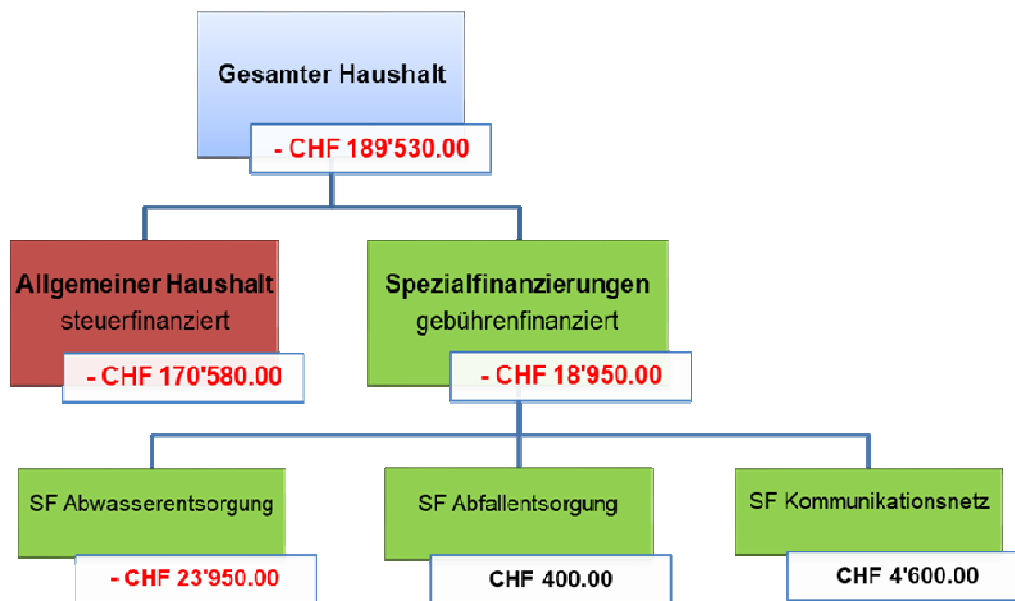 Gesamter Haushalt
- CHF 189'530.00
Allgemeiner Haushalt
steuerfinanziert
- CHF 170'580.00
Spezialfinanzierungen
gebührenfinanziert
- CHF 18'950.00
SF Abwasserentsorgung
- CHF 23'950.00
SF Abfallentsorgung
CHF 400.00
SF Kommunikationsnetz
CHF 4'600.00